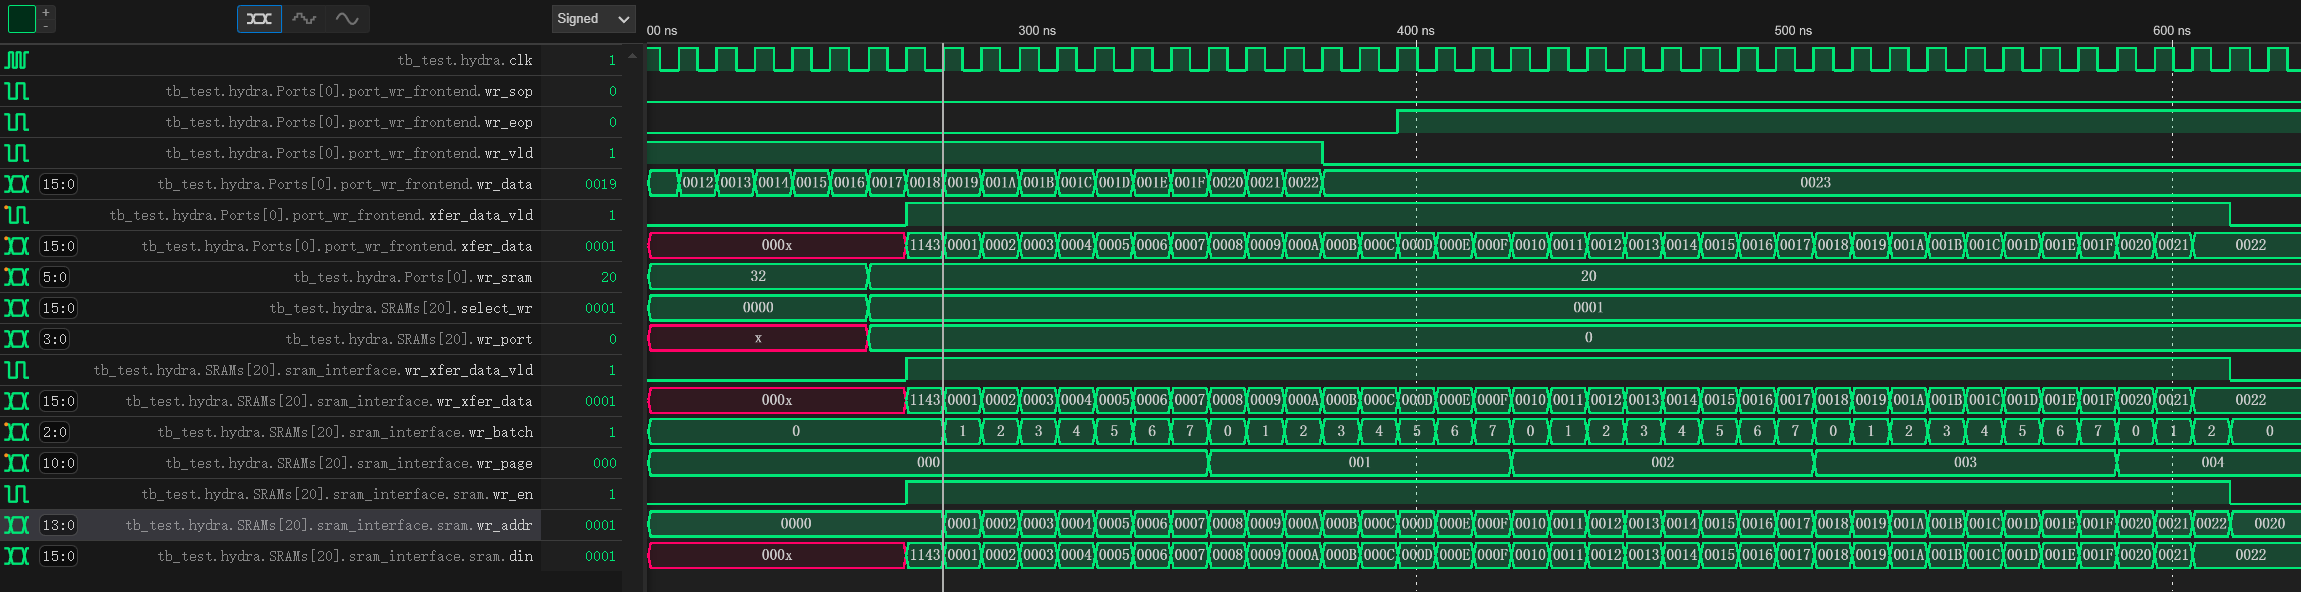 +
-
Signed
00 ns 300 ns 400 ns 500 ns 600 ns
tb_test.hydra.clk 1
tb_test.hydra.Ports[0].port_wr_frontend.wr_sop 0
tb_test.hydra.Ports[0].port_wr_frontend.wr_eop 0
tb_test.hydra.Ports[0].port_wr_frontend.wr_vld 1
15:0 tb_test.hydra.Ports[0].port_wr_frontend.wr_data 0019 0012 0013 0014 0015 0016 0017 0018 0019 001A 001B 001C 001D 001E 001F 0020 0021 0022 0023
tb_test.hydra.Ports[0].port_wr_frontend.xfer_data_vld 1
15:0 tb_test.hydra.Ports[0].port_wr_frontend.xfer_data 0001 000x 1143 0001 0002 0003 0004 0005 0006 0007 0008 0009 000A 000B 000C 000D 000E 000F 0010 0011 0012 0013 0014 0015 0016 0017 0018 0019 001A 001B 001C 001D 001E 001F 0020 0021 0022
5:0 tb_test.hydra.Ports[0].wr_sram 20 32 20
15:0 tb_test.hydra.SRAMs[20].select_wr 0001 0000 0001
3:0 tb_test.hydra.SRAMs[20].wr_port 0 x 0
tb_test.hydra.SRAMs[20].sram_interface.wr_xfer_data_vld 1
15:0 tb_test.hydra.SRAMs[20].sram_interface.wr_xfer_data 0001 000x 1143 0001 0002 0003 0004 0005 0006 0007 0008 0009 000A 000B 000C 000D 000E 000F 0010 0011 0012 0013 0014 0015 0016 0017 0018 0019 001A 001B 001C 001D 001E 001F 0020 0021 0022
2:0 tb_test.hydra.SRAMs[20].sram_interface.wr_batch 1 0 1 2 3 4 5 6 7 0 1 2 3 4 5 6 7 0 1 2 3 4 5 6 7 0 1 2 3 4 5 6 7 0 1 2 0
10:0 tb_test.hydra.SRAMs[20].sram_interface.wr_page 000 000 001 002 003 004
tb_test.hydra.SRAMs[20].sram_interface.sram.wr_en 1
13:0 tb_test.hydra.SRAMs[20].sram_interface.sram.wr_addr 0001 0000 0001 0002 0003 0004 0005 0006 0007 0008 0009 000A 000B 000C 000D 000E 000F 0010 0011 0012 0013 0014 0015 0016 0017 0018 0019 001A 001B 001C 001D 001E 001F 0020 0021 0022 0020
15:0 tb_test.hydra.SRAMs[20].sram_interface.sram.din 0001 000x 1143 0001 0002 0003 0004 0005 0006 0007 0008 0009 000A 000B 000C 000D 000E 000F 0010 0011 0012 0013 0014 0015 0016 0017 0018 0019 001A 001B 001C 001D 001E 001F 0020 0021 0022